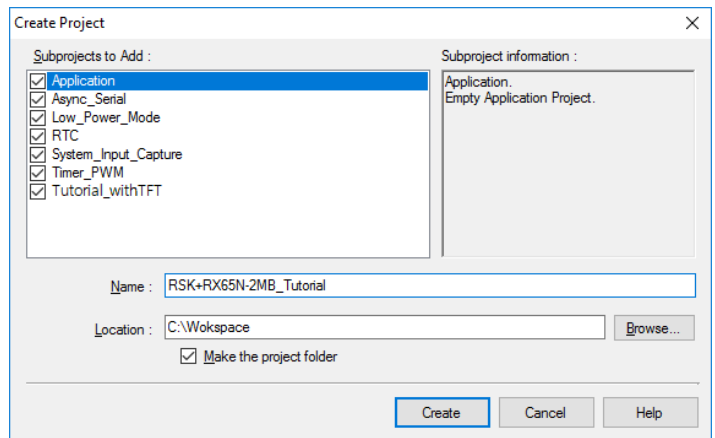 Create Project
Subprojects to Add :
Subproject information :
Application
Async_Serial
Low_Power_Mode
RTC
System_Input_Capture
Timer_PWM
Tutorial_withTFT
Application.
Empty Application Project.
Name :
RSK+RX65N-2MB_Tutorial
Location :
C:\Wokspace
Browse...
Make the project folder
Create
Cancel
Help